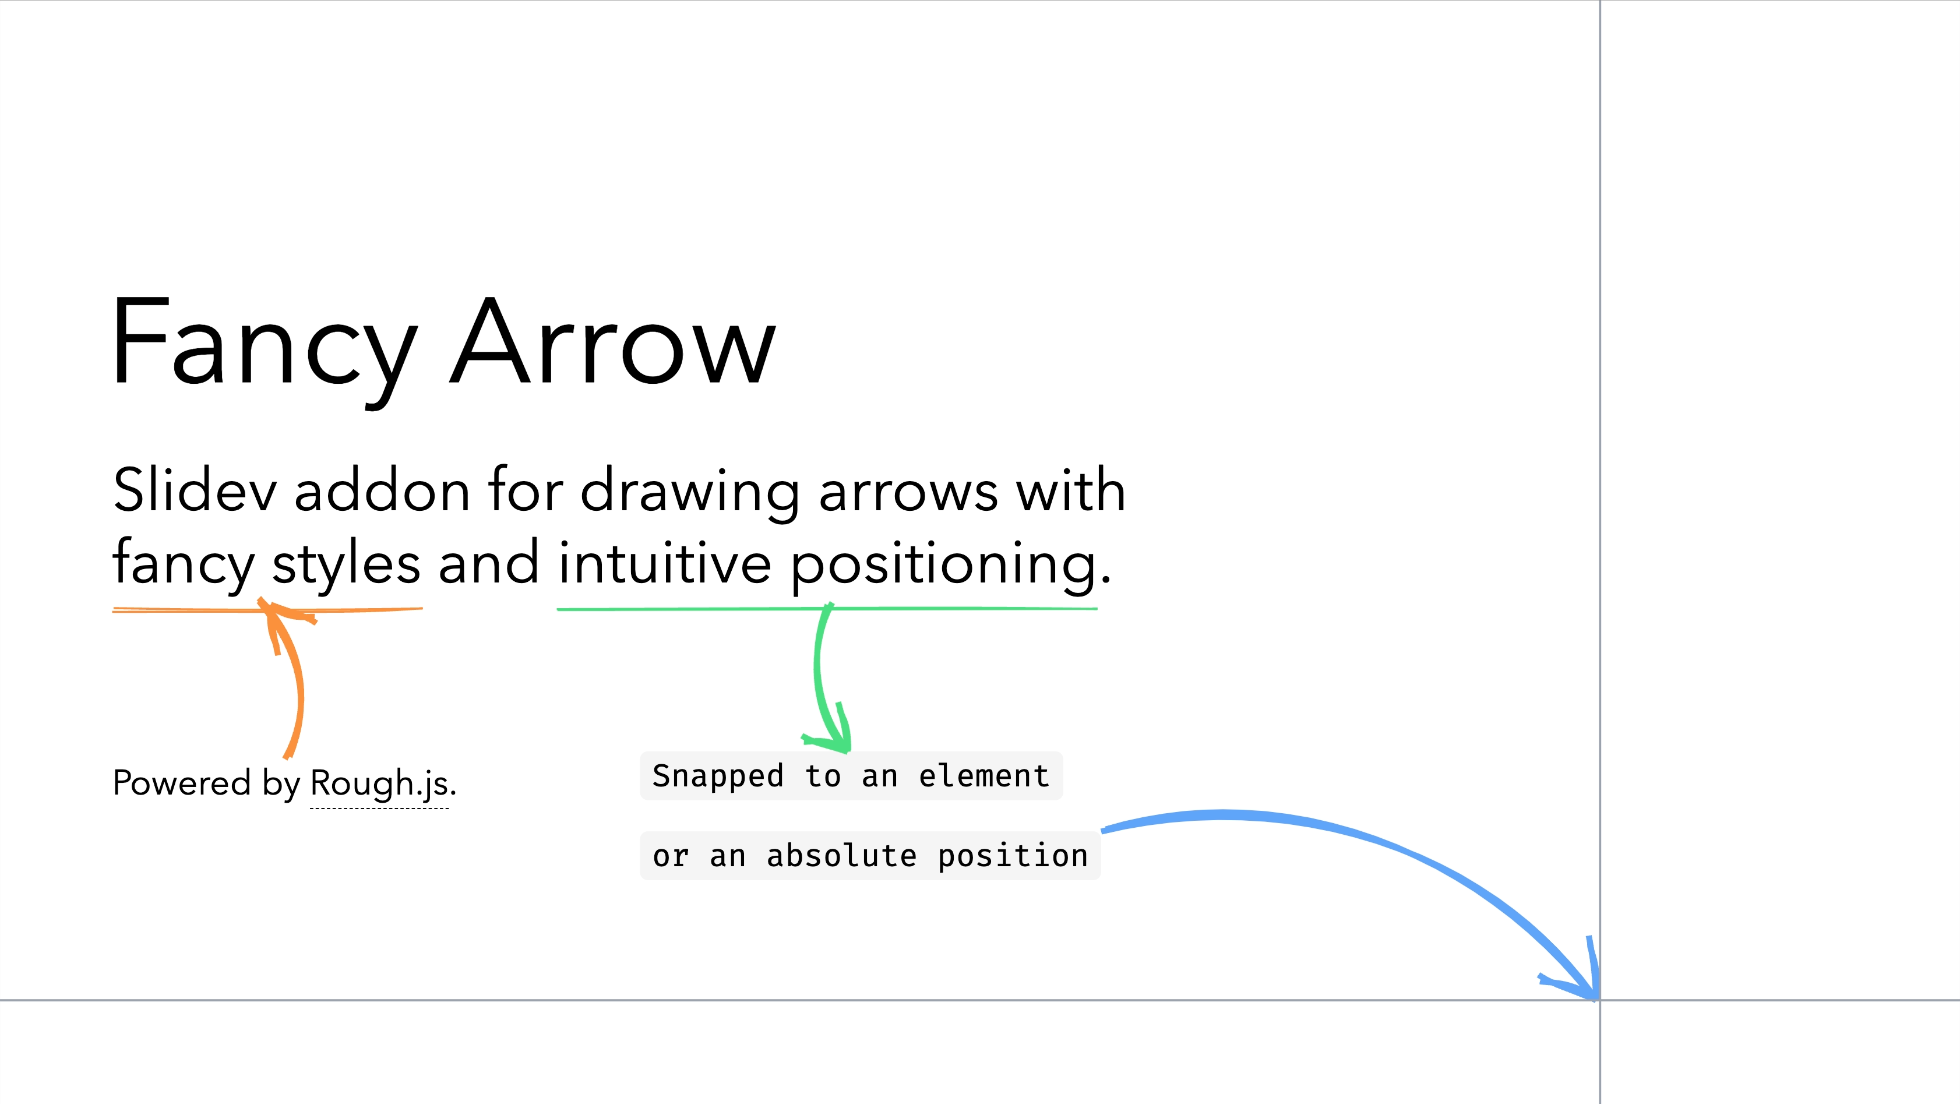 Fancy Arrow
Slidev addon for drawing arrows with
fancy styles and intuitive positioning.
Powered by Rough.js.
Snapped to an element
or an absolute position